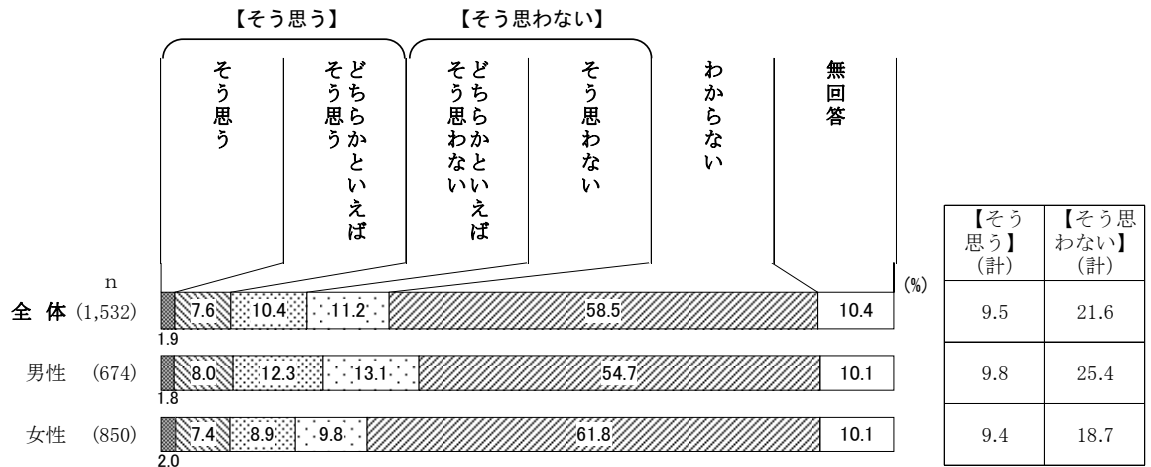 【そう思う】 【そう思わない】
そう思う
どちらかといえば
そう思う
どちらかといえば
そう思わない
そう思わない
わからない
無回答
n
(%)
【そう
思う】
(計)
【そう思
わない】
(計)
全 体 (1,532) 7.6 10.4 11.2 58.5 10.4 9.5 21.6
1.9
男性 (674) 8.0 12.3 13.1 54.7 10.1 9.8 25.4
1.8
女性 (850) 7.4 8.9 9.8 61.8 10.1 9.4 18.7
2.0